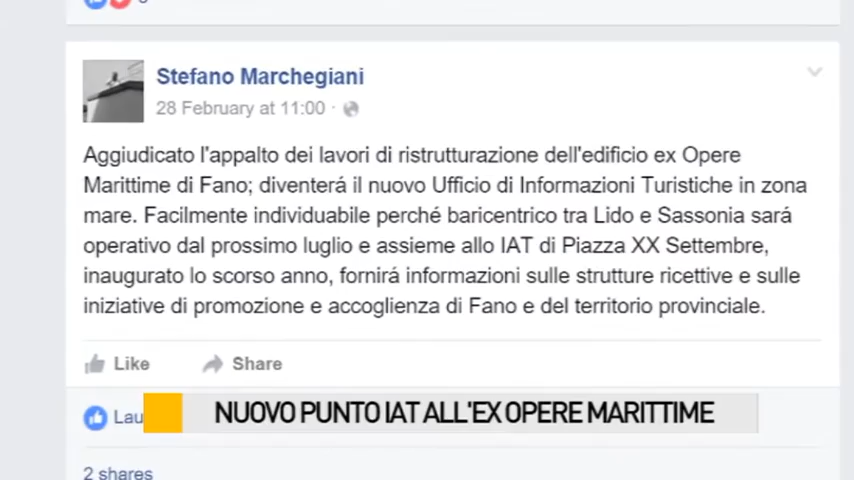 Stefano Marchegiani
28 February at 11:00 ·
Aggiudicato l'appalto dei lavori di ristrutturazione dell'edificio ex Opere
Marittime di Fano; diventerá il nuovo Ufficio di Informazioni Turistiche in zona
mare. Facilmente individuabile perché baricentrico tra Lido e Sassonia sará
operativo dal prossimo luglio e assieme allo IAT di Piazza XX Settembre,
inaugurato lo scorso anno, fornirá informazioni sulle strutture ricettive e sulle
iniziative di promozione e accoglienza di Fano e del territorio provinciale.
Like Share
Lau
NUOVO PUNTO IAT ALL'EX OPERE MARITTIME
2 shares